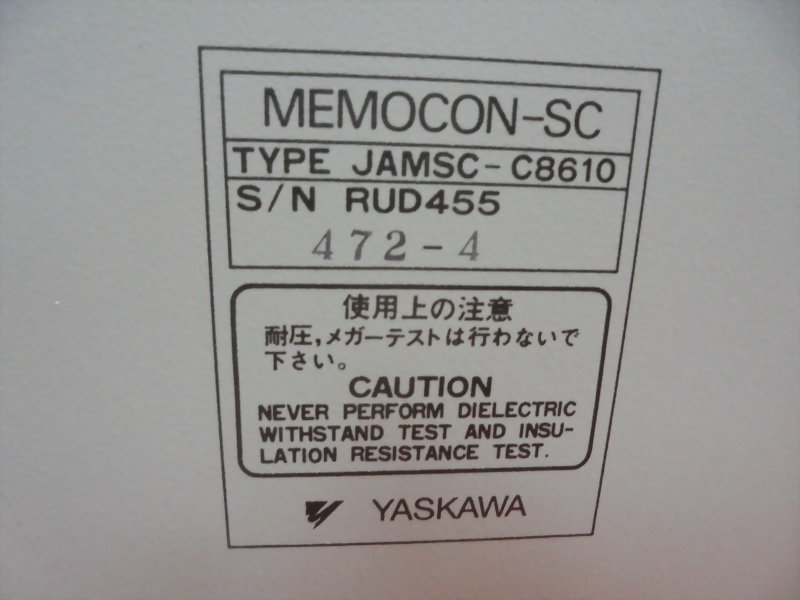 MEMOCON-SC
TYPE JAMSC-C8610
S/N RUD455
472-4
使用上の注意
耐圧,メガーテストは行わないで
下さい。
CAUTION
NEVER PERFORM DIELECTRIC
WITHSTAND TEST AND INSU-
LATION RESISTANCE TEST.
YASKAWA